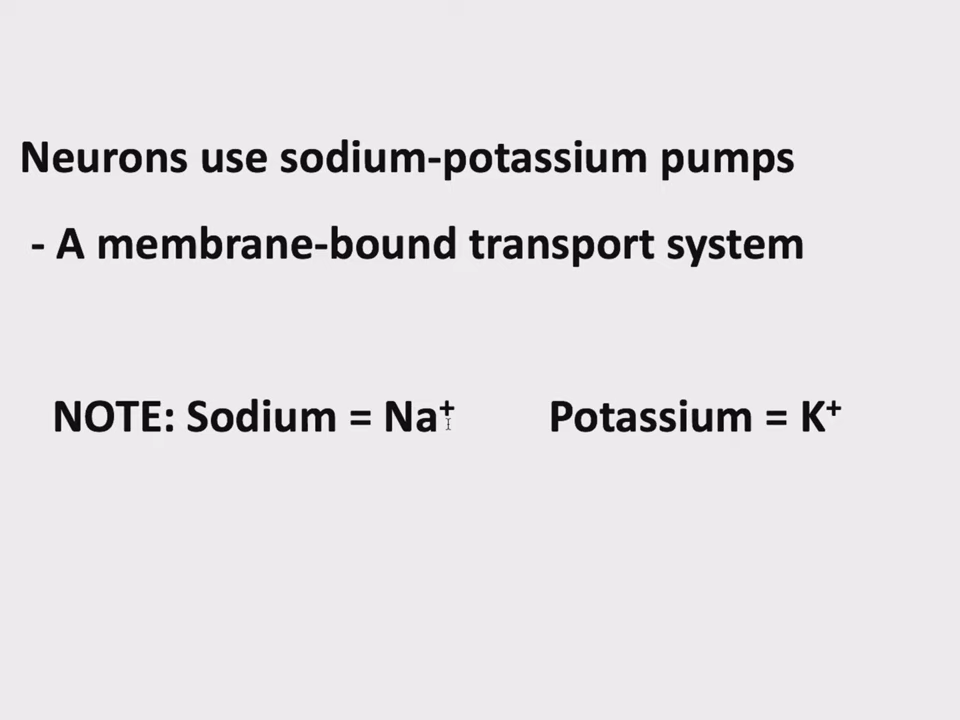 Neurons use sodium-potassium pumps
- A membrane-bound transport system
NOTE: Sodium = Na⁺ Potassium = K⁺